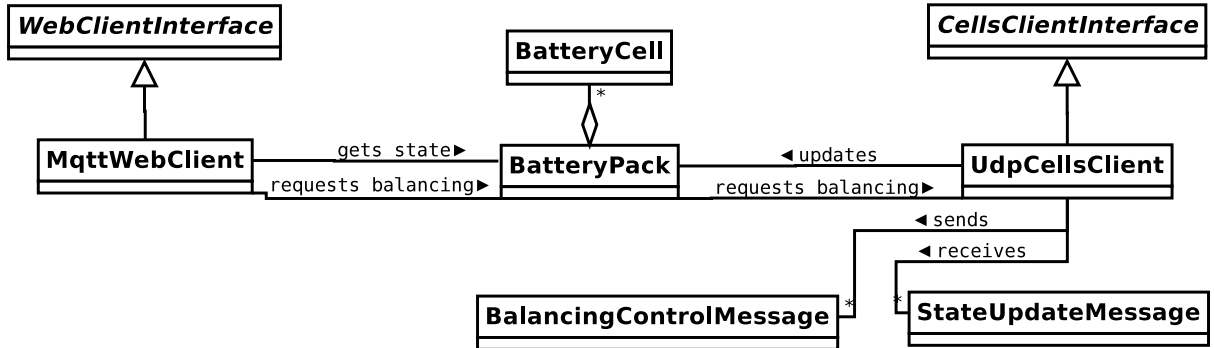 WebClientInterface
CellsClientInterface
BatteryCell
*
MqttWebClient
gets state►
BatteryPack
◄updates
UdpCellsClient
requests balancing►
requests balancing►
◄sends
◄receives
*
*
BalancingControlMessage
StateUpdateMessage